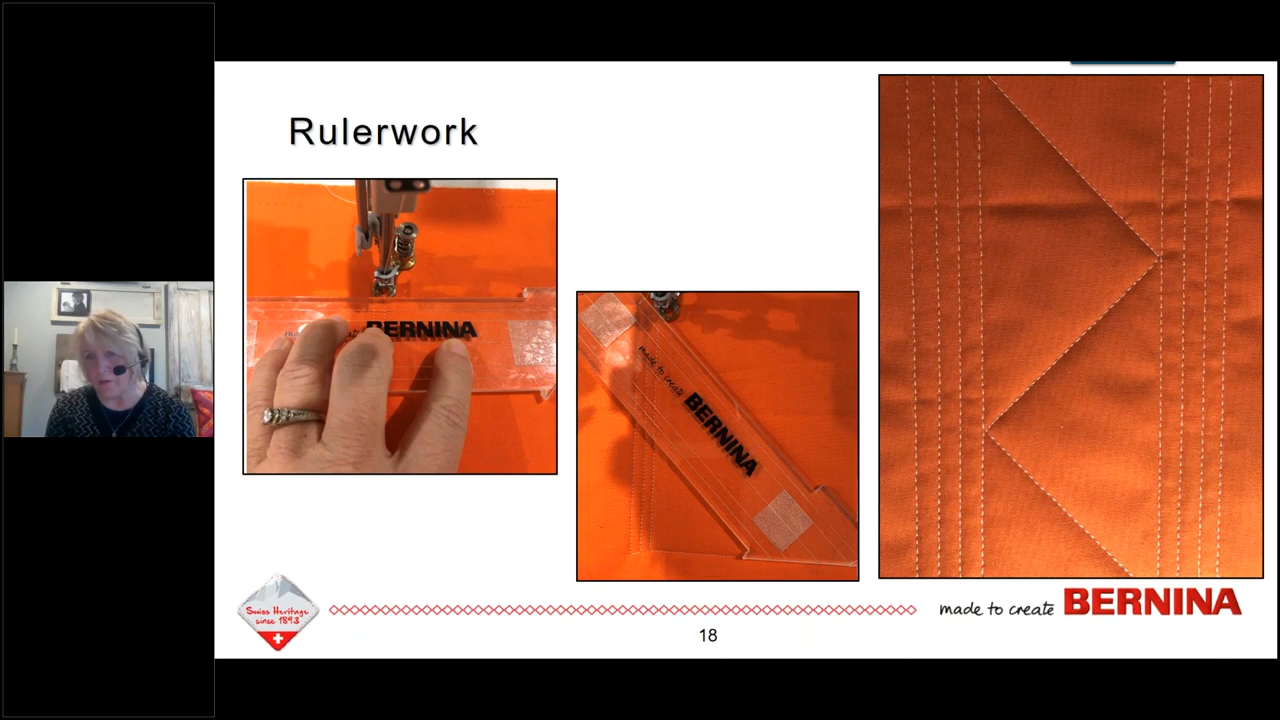 Rulerwork
BERNINA
made to create
BERNINA
Swiss Heritage
since 1893
made to create BERNINA
18